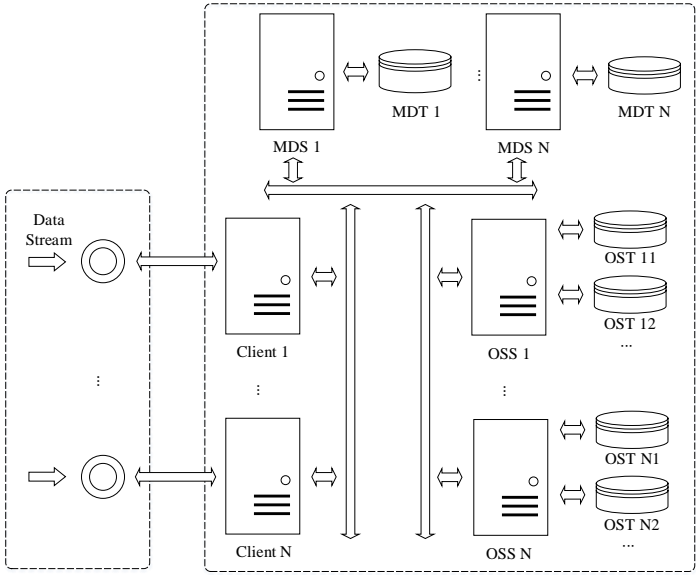 MDT 1
...
MDT N
MDS 1
MDS N
Data
Stream
OST 11
OST 12
...
Client 1
OSS 1
...
...
...
OST N1
OST N2
...
Client N
OSS N